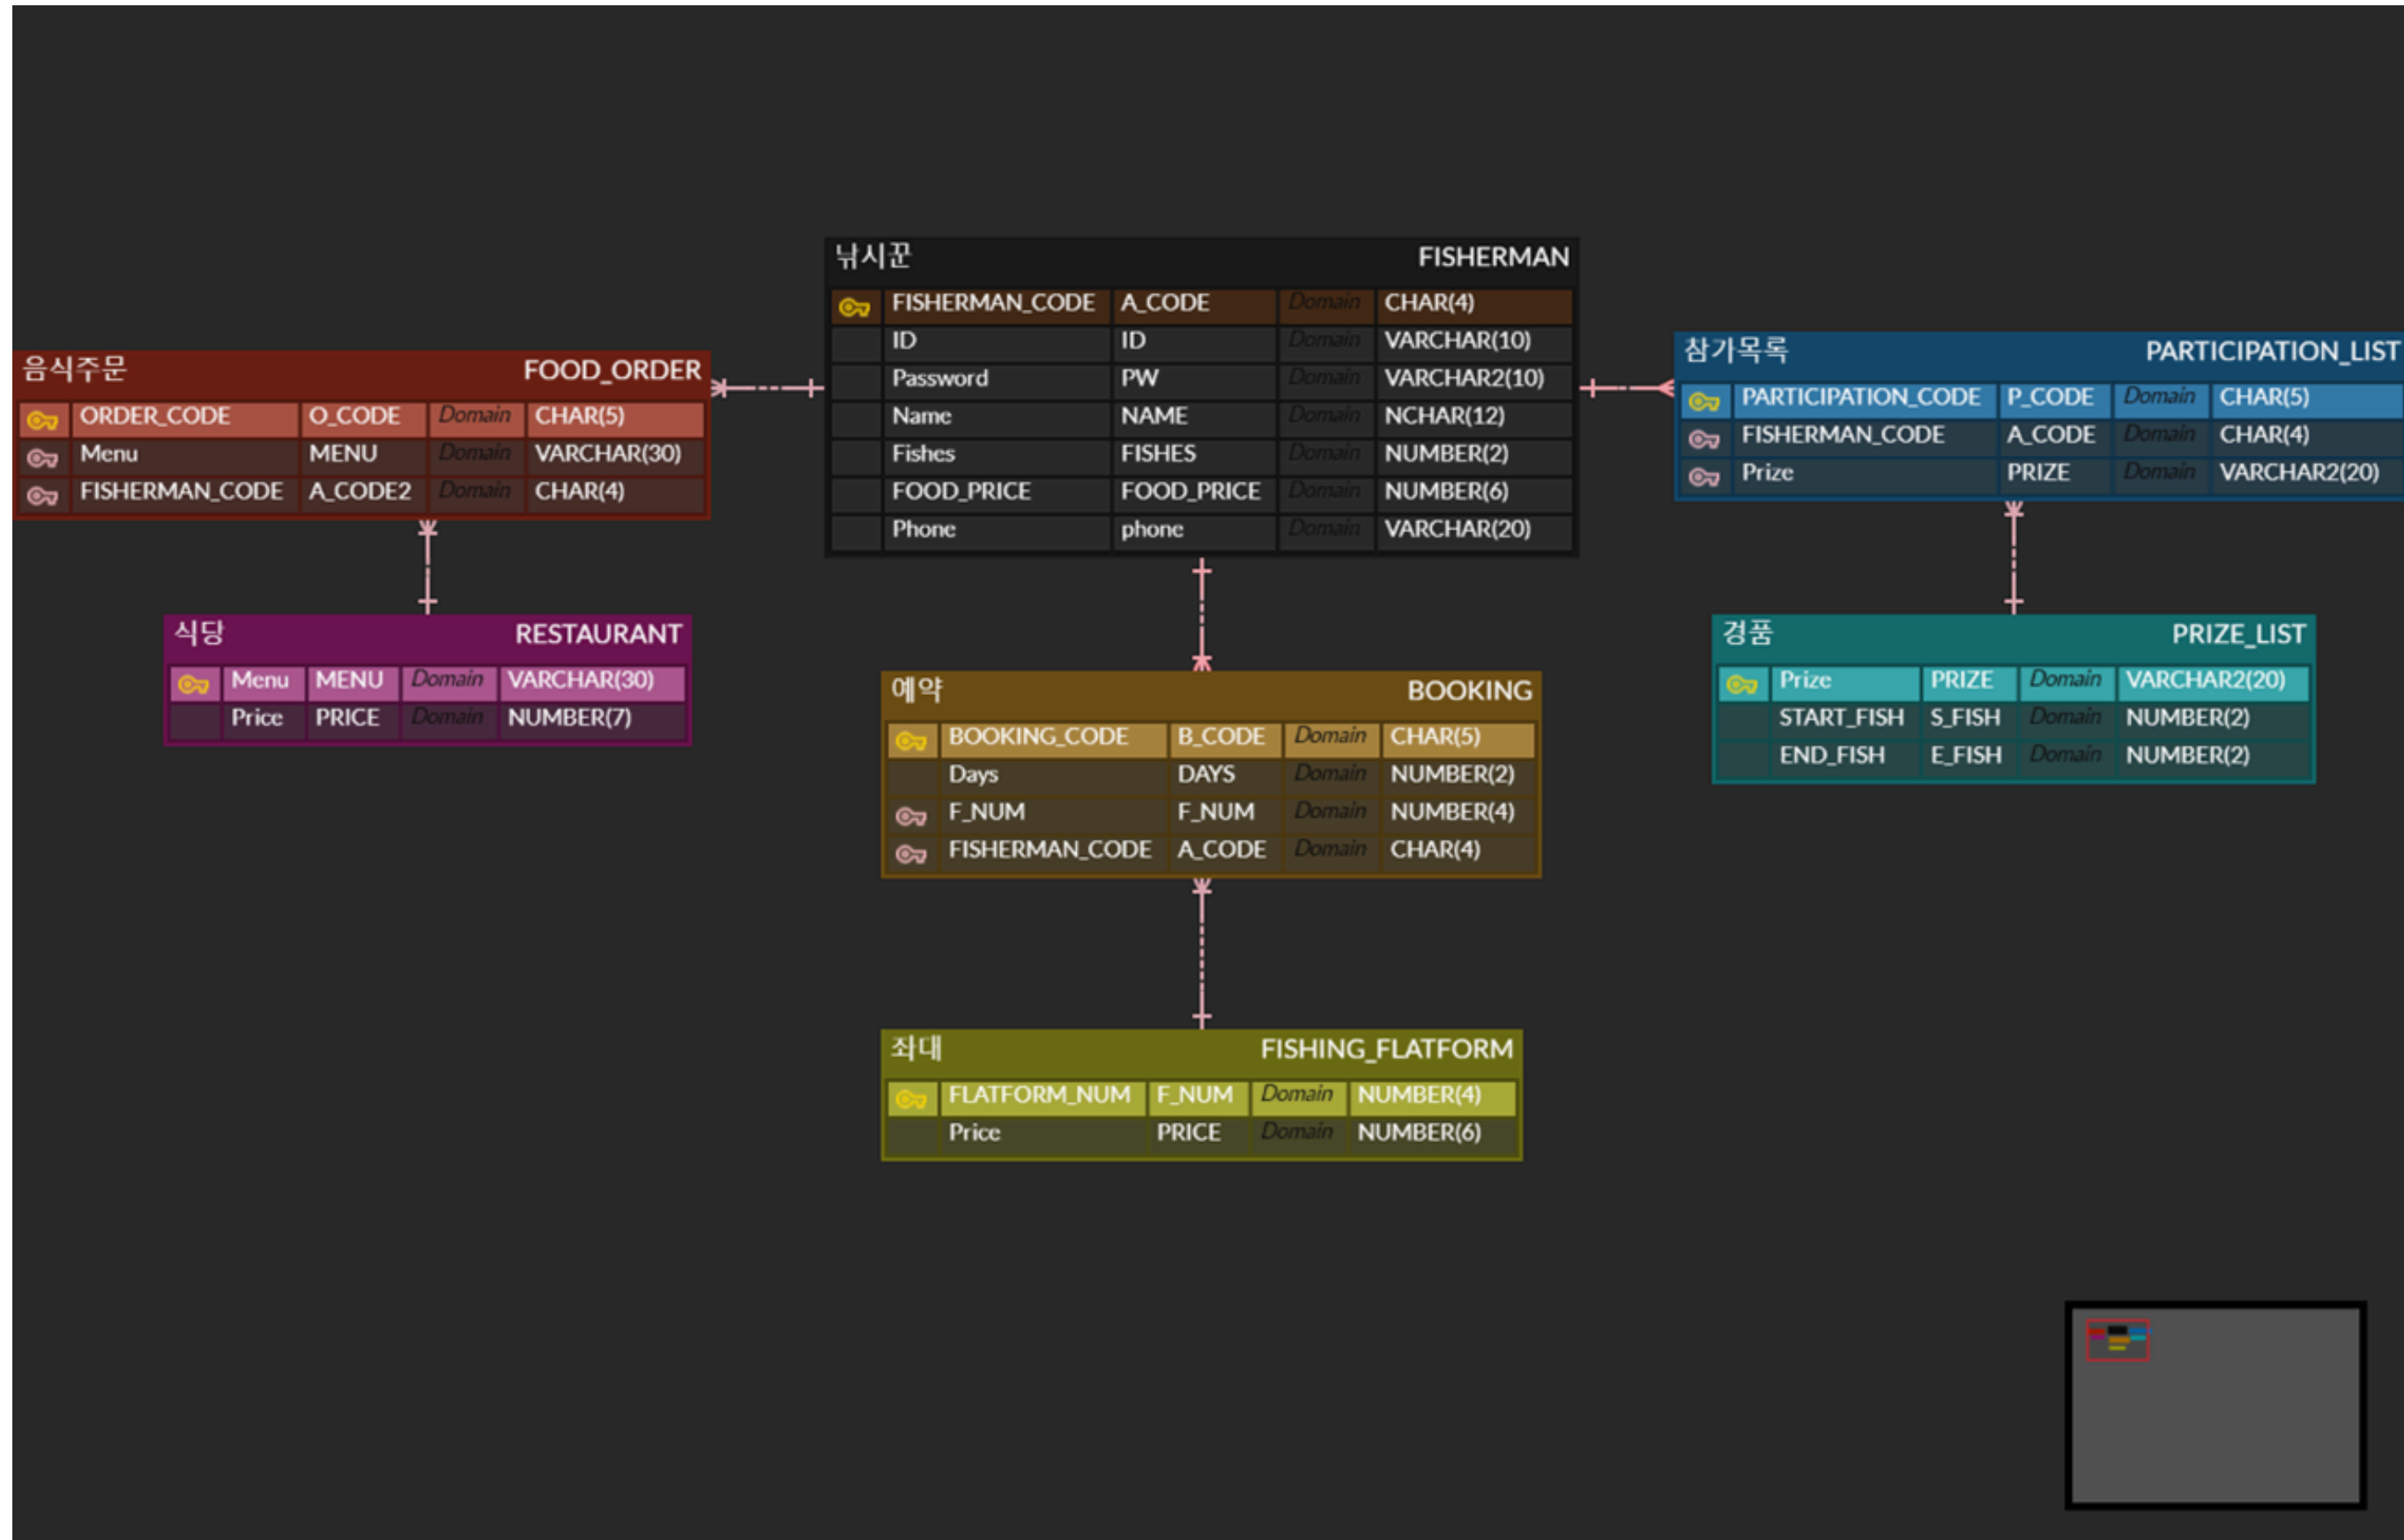 낚시꾼 FISHERMAN
FISHERMAN_CODE A_CODE Domain CHAR(4)
ID ID Domain VARCHAR(10)
Password PW Domain VARCHAR2(10)
Name NAME Domain NCHAR(12)
Fishes FISHES Domain NUMBER(2)
FOOD_PRICE FOOD_PRICE Domain NUMBER(6)
Phone phone Domain VARCHAR(20)
음식주문 FOOD_ORDER
ORDER_CODE O_CODE Domain CHAR(5)
Menu MENU Domain VARCHAR(30)
FISHERMAN_CODE A_CODE2 Domain CHAR(4)
참가목록 PARTICIPATION_LIST
PARTICIPATION_CODE P_CODE Domain CHAR(5)
FISHERMAN_CODE A_CODE Domain CHAR(4)
Prize PRIZE Domain VARCHAR2(20)
식당 RESTAURANT
Menu MENU Domain VARCHAR(30)
Price PRICE Domain NUMBER(7)
예약 BOOKING
BOOKING_CODE B_CODE Domain CHAR(5)
Days DAYS Domain NUMBER(2)
F_NUM F_NUM Domain NUMBER(4)
FISHERMAN_CODE A_CODE Domain CHAR(4)
경품 PRIZE_LIST
Prize PRIZE Domain VARCHAR2(20)
START_FISH S_FISH Domain NUMBER(2)
END_FISH E_FISH Domain NUMBER(2)
좌대 FISHING_FLATFORM
FLATFORM_NUM F_NUM Domain NUMBER(4)
Price PRICE Domain NUMBER(6)